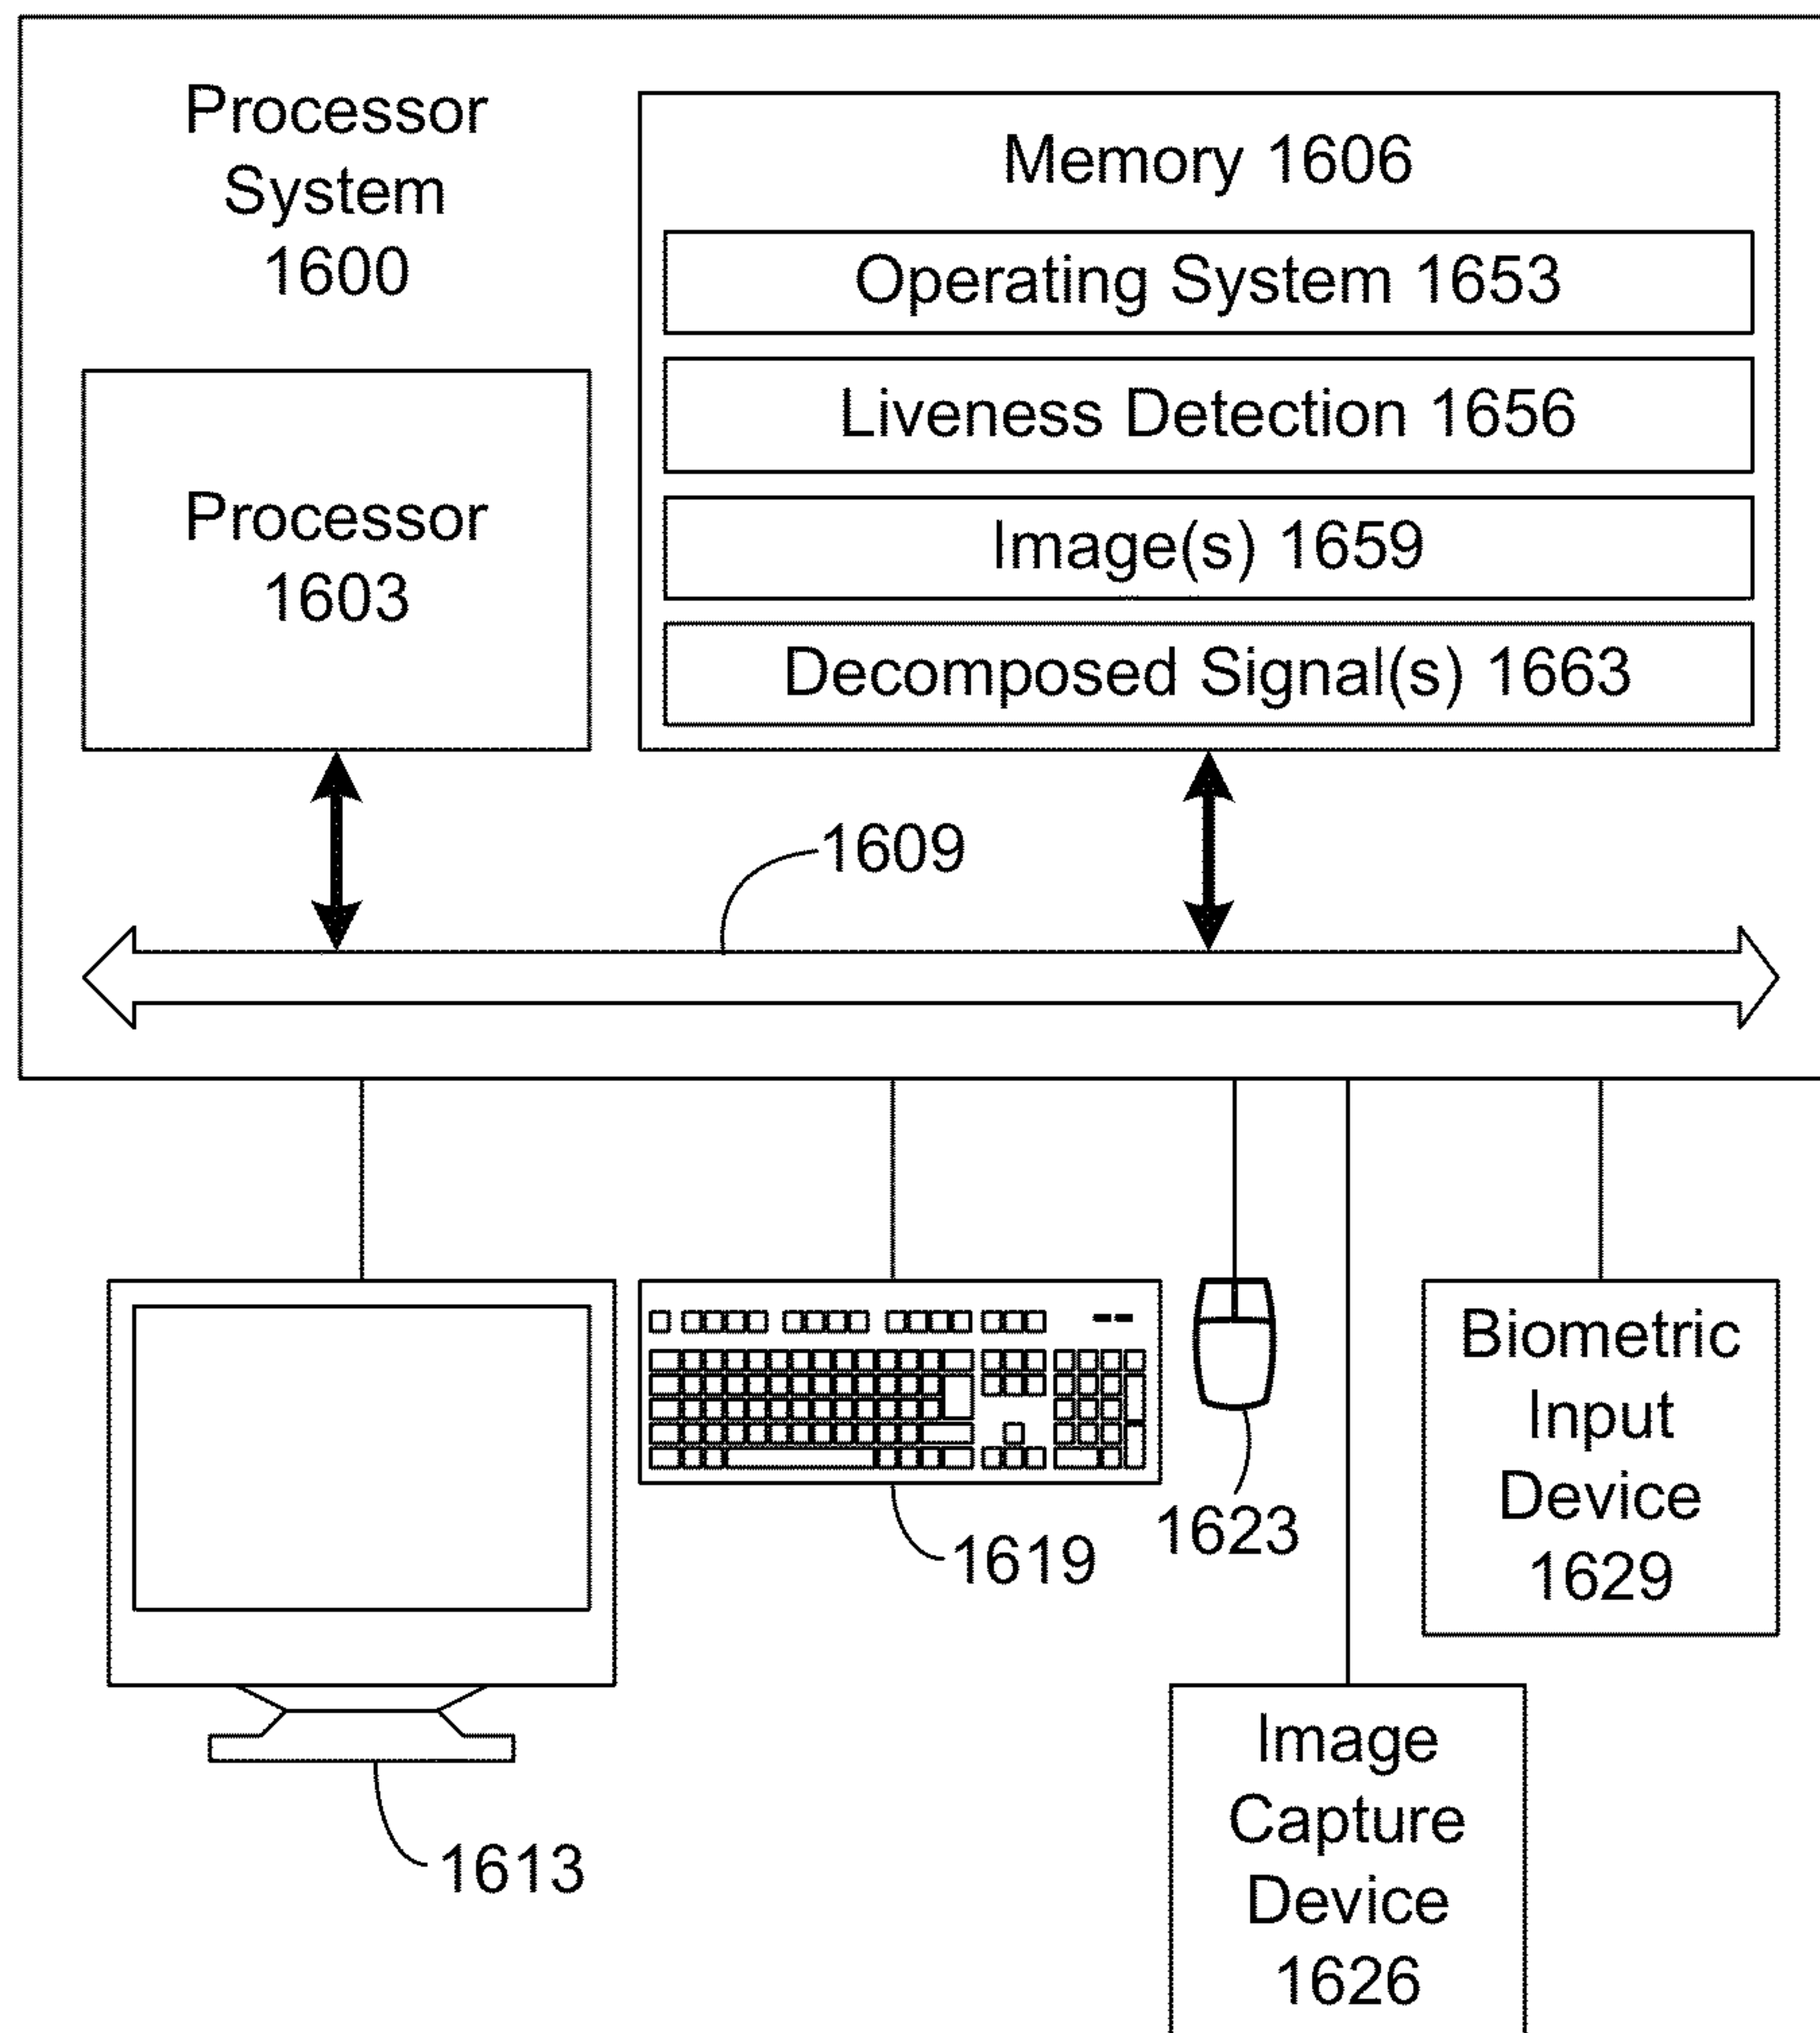 Processor
System
1600
Memory 1606
Operating System 1653
Liveness Detection 1656
Image(s) 1659
Decomposed Signal(s) 1663
Processor
1603
1609
1613
1619
1623
Biometric
Input
Device
1629
Image
Capture
Device
1626